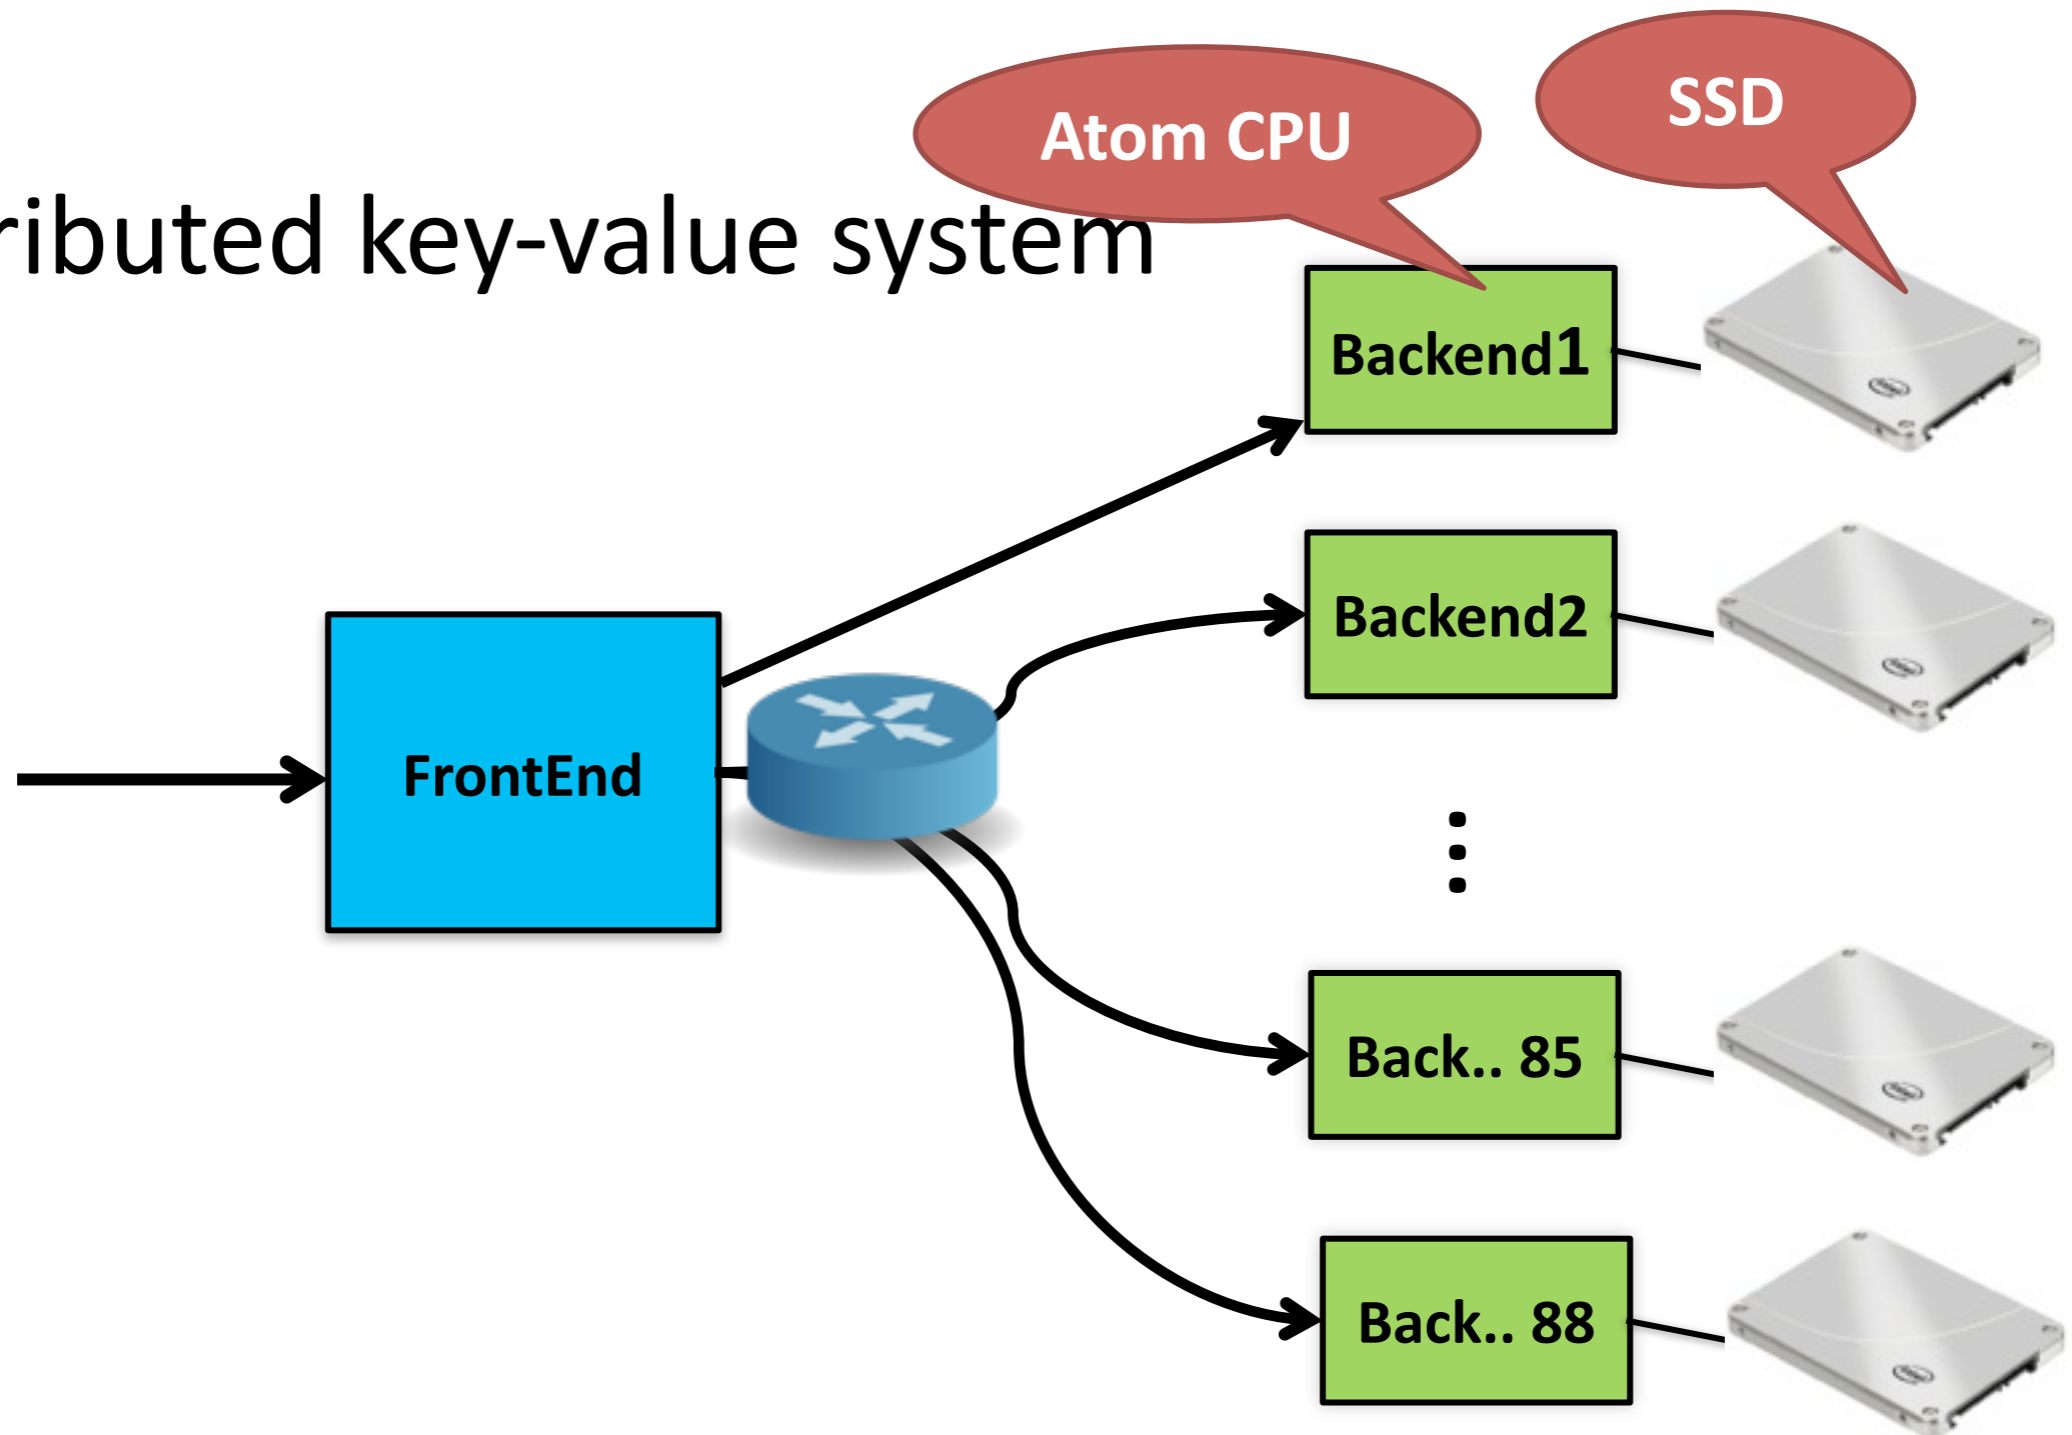 Atom CPU
SSD
ributed key-value system
Backend1
Backend2
FrontEnd
Back.. 85
Back.. 88